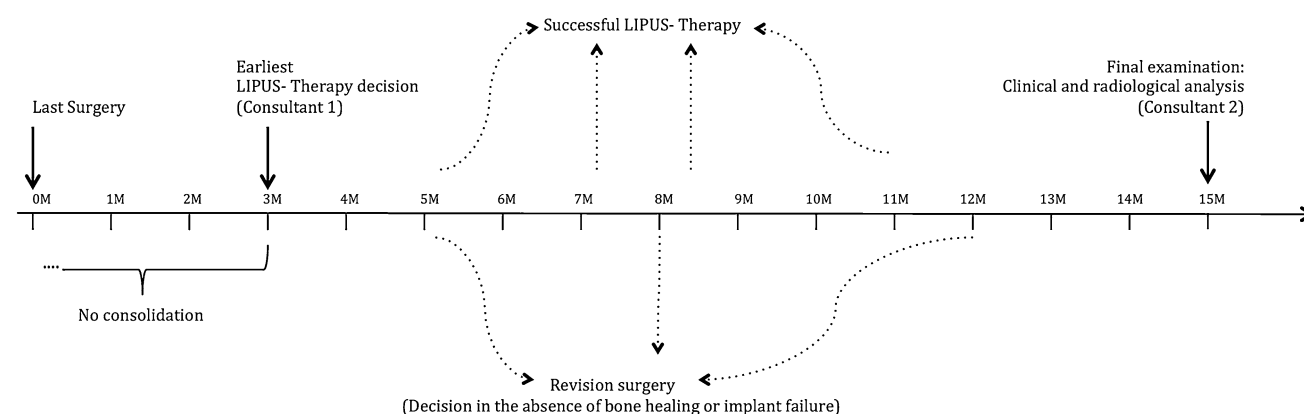 Successful LIPUS- Therapy
Earliest
LIPUS- Therapy decision
(Consultant 1)
Last Surgery
Final examination:
Clinical and radiological analysis
(Consultant 2)
0M 1M 2M 3M 4M 5M 6M 7M 8M 9M 10M 11M 12M 13M 14M 15M
....
No consolidation
Revision surgery
(Decision in the absence of bone healing or implant failure)